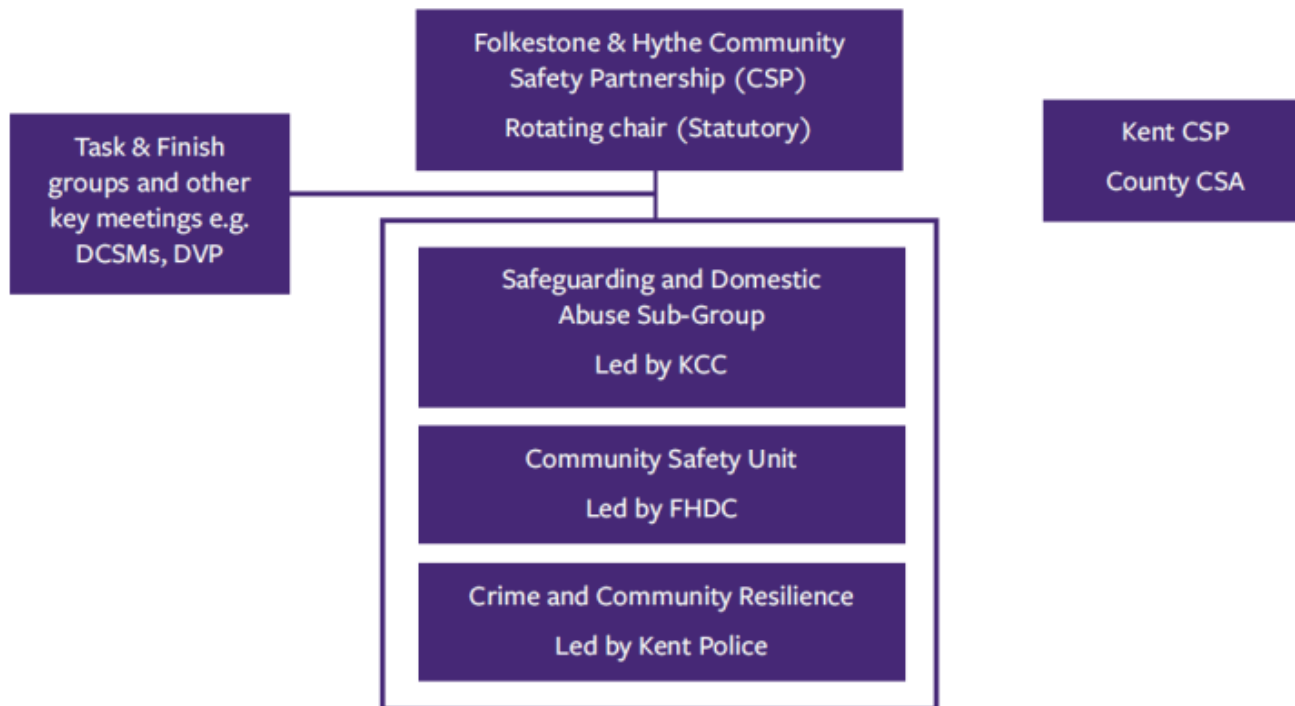 Folkestone & Hythe Community
Safety Partnership (CSP)
Rotating chair (Statutory)
Task & Finish
groups and other
key meetings e.g.
DCSMs, DVP
Kent CSP
County CSA
Safeguarding and Domestic
Abuse Sub-Group
Led by KCC
Community Safety Unit
Led by FHDC
Crime and Community Resilience
Led by Kent Police